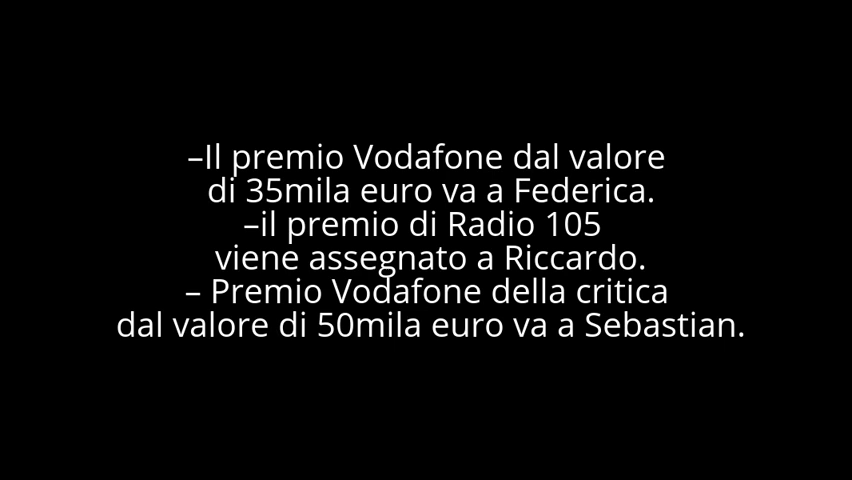 –Il premio Vodafone dal valore
di 35mila euro va a Federica.
–il premio di Radio 105
viene assegnato a Riccardo.
– Premio Vodafone della critica
dal valore di 50mila euro va a Sebastian.